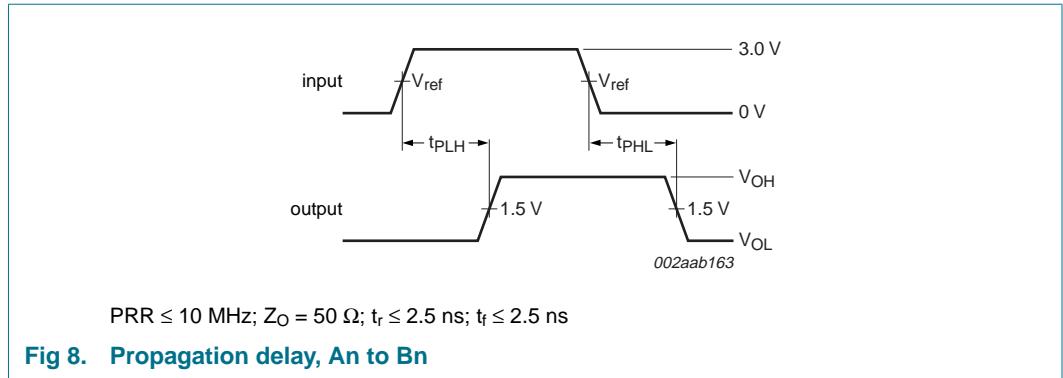 3.0 V
input
Vref
Vref
0 V
tPLH
tPHL
VOH
output
1.5 V
1.5 V
VOL
002aab163
PRR ≤ 10 MHz; ZO = 50 Ω; tr ≤ 2.5 ns; tf ≤ 2.5 ns
Fig 8. Propagation delay, An to Bn